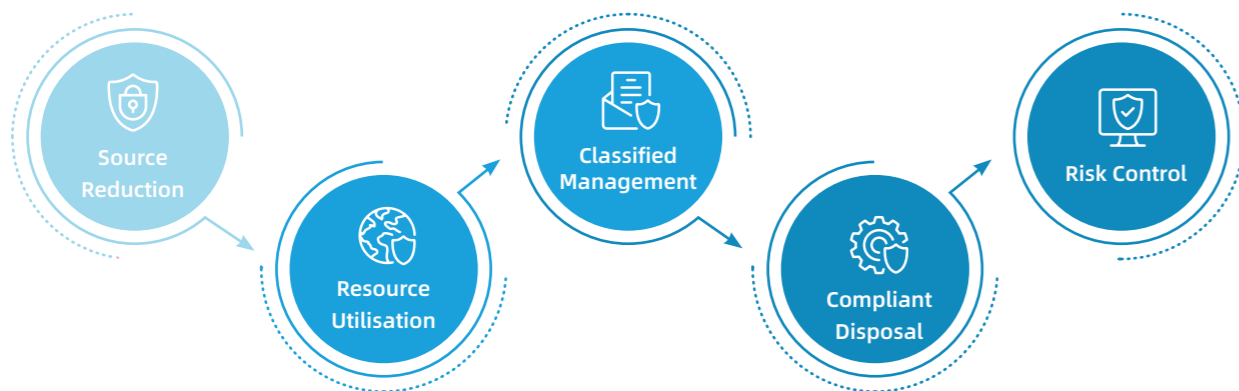 Source
Reduction
Resource
Utilisation
Classified
Management
Compliant
Disposal
Risk Control